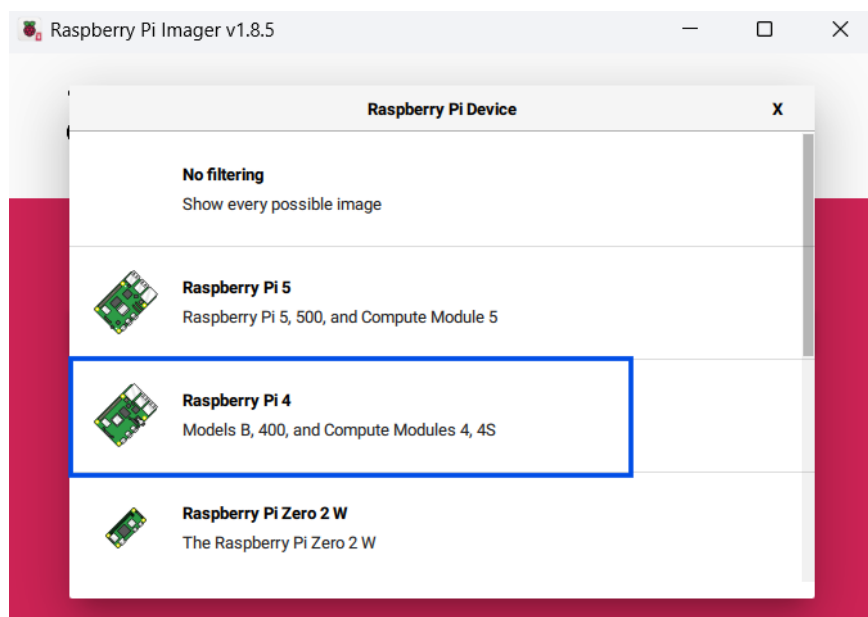 Raspberry Pi Imager v1.8.5
Raspberry Pi Device
X
No filtering
Show every possible image
Raspberry Pi 5
Raspberry Pi 5, 500, and Compute Module 5
Raspberry Pi 4
Models B, 400, and Compute Modules 4, 4S
Raspberry Pi Zero 2 W
The Raspberry Pi Zero 2 W